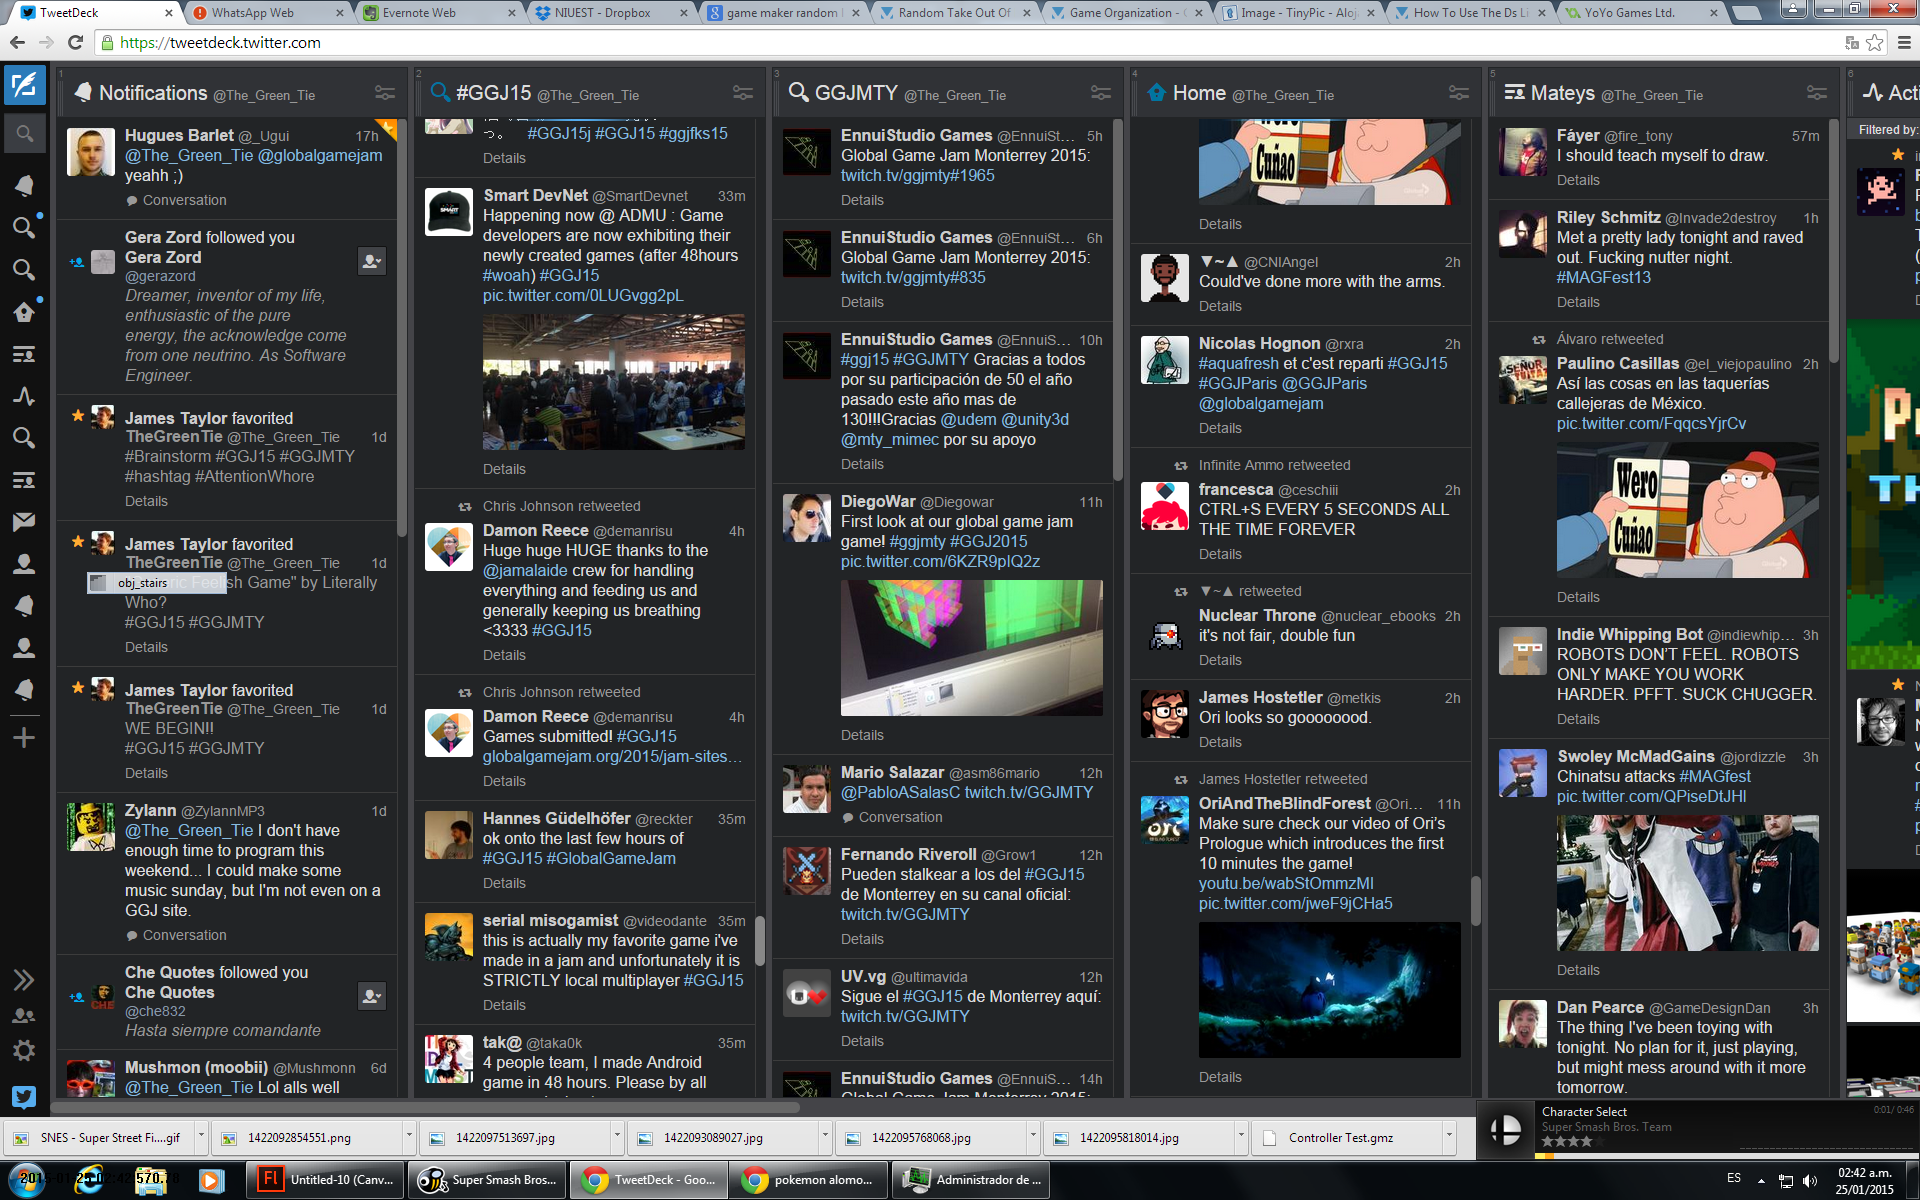 TweetDeck
WhatsApp Web
Evernote Web
NIUEST - Dropbox
game maker random
Random Take Out Of
Game Organization -
Image - TinyPic - Aloj
How To Use The Ds Li
YoYo Games Ltd.
https://tweetdeck.twitter.com
1
Notifications @The_Green_Tie
Hugues Barlet @_Ugui 17h
@The_Green_Tie @globalgamejam
yeahh ;)
Conversation
Gera Zord followed you
Gera Zord
@gerazord
Dreamer, inventor of my life,
enthusiastic of the pure
energy, the acknowledge come
from one neutrino. As Software
Engineer.
James Taylor favorited
TheGreenTie @The_Green_Tie 1d
#Brainstorm #GGJ15 #GGJMTY
#hashtag #AttentionWhore
Details
James Taylor favorited
TheGreenTie @The_Green_Tie 1d
obj_stairs
Game" by Literally
Who?
#GGJ15 #GGJMTY
Details
James Taylor favorited
TheGreenTie @The_Green_Tie 1d
WE BEGIN!!
#GGJ15 #GGJMTY
Details
Zylann @ZylannMP3 1d
@The_Green_Tie I don't have
enough time to program this
weekend... I could make some
music sunday, but I'm not even on a
GGJ site.
Conversation
Che Quotes followed you
Che Quotes
@che832
Hasta siempre comandante
Mushmon (moobii) @Mushmonn 6d
@The_Green_Tie Lol alls well
2
#GGJ15 @The_Green_Tie
#GGJ15j #GGJ15 #ggjfks15
Details
Smart DevNet @SmartDevnet 33m
Happening now @ ADMU : Game
developers are now exhibiting their
newly created games (after 48hours
#woah) #GGJ15
pic.twitter.com/0LUGvgg2pL
Details
Chris Johnson retweeted
Damon Reece @demanrisu 4h
Huge huge HUGE thanks to the
@jamalaide crew for handling
everything and feeding us and
generally keeping us breathing
<3333 #GGJ15
Details
Chris Johnson retweeted
Damon Reece @demanrisu 4h
Games submitted! #GGJ15
globalgamejam.org/2015/jam-sites…
Details
Hannes Güdelhöfer @reckter 35m
ok onto the last few hours of
#GGJ15 #GlobalGameJam
Details
serial misogamist @videodante 35m
this is actually my favorite game i've
made in a jam and unfortunately it is
STRICTLY local multiplayer #GGJ15
Details
tak@ @taka0k 35m
4 people team, I made Android
game in 48 hours. Please by all
3
GGJMTY @The_Green_Tie
EnnuiStudio Games @EnnuiSt... 5h
Global Game Jam Monterrey 2015:
twitch.tv/ggjmty#1965
Details
EnnuiStudio Games @EnnuiSt... 6h
Global Game Jam Monterrey 2015:
twitch.tv/ggjmty#835
Details
EnnuiStudio Games @EnnuiS... 10h
#ggj15 #GGJMTY Gracias a todos
por su participación de 50 el año
pasado este año mas de
130!!!Gracias @udem @unity3d
@mty_mimec por su apoyo
Details
DiegoWar @Diegowar 11h
First look at our global game jam
game! #ggjmty #GGJ2015
pic.twitter.com/6KZR9pIQ2z
Details
Mario Salazar @asm86mario 12h
@PabloASalasC twitch.tv/GGJMTY
Conversation
Fernando Riveroll @Grow1 12h
Pueden stalkear a los del #GGJ15
de Monterrey en su canal oficial:
twitch.tv/GGJMTY
Details
UV.vg @ultimavida 12h
Sigue el #GGJ15 de Monterrey aquí:
twitch.tv/GGJMTY
Details
EnnuiStudio Games @EnnuiS... 14h
Global Game Jam Monterrey 2015:
4
Home @The_Green_Tie
Cuñao
Details
▼~▲ @CNIAngel 2h
Could've done more with the arms.
Details
Nicolas Hognon @rxra 2h
#aquafresh et c'est reparti #GGJ15
#GGJParis @GGJParis
@globalgamejam
Details
Infinite Ammo retweeted
francesca @ceschiii 2h
CTRL+S EVERY 5 SECONDS ALL
THE TIME FOREVER
Details
▼~▲ retweeted
Nuclear Throne @nuclear_ebooks 2h
it's not fair, double fun
Details
James Hostetler @metkis 2h
Ori looks so goooooood.
Details
James Hostetler retweeted
OriAndTheBlindForest @Ori... 11h
Make sure check our video of Ori's
Prologue which introduces the first
10 minutes the game!
youtu.be/wabStOmmzMI
pic.twitter.com/jweF9jCHa5
Details
5
Mateys @The_Green_Tie
Fáyer @fire_tony 57m
I should teach myself to draw.
Details
Riley Schmitz @Invade2destroy 1h
Met a pretty lady tonight and raved
out. Fucking nutter night.
#MAGFest13
Details
Álvaro retweeted
Paulino Casillas @el_viejopaulino 2h
Así las cosas en las taquerías
callejeras de México.
pic.twitter.com/FqqcsYjrCv
Wero
Cuñao
Details
Indie Whipping Bot @indiewhip... 3h
ROBOTS DON'T FEEL. ROBOTS
ONLY MAKE YOU WORK
HARDER. PFFT. SUCK CHUGGER.
Details
Swoley McMadGains @jordizzle 3h
Chinatsu attacks #MAGfest
pic.twitter.com/QPiseDtJHl
Details
Dan Pearce @GameDesignDan 3h
The thing I've been toying with
tonight. No plan for it, just playing,
but might mess around with it more
tomorrow.
6
Acti
Filtered by:
SNES - Super Street Fi....gif
1422092854551.png
1422097513697.jpg
1422093089027.jpg
1422095768068.jpg
1422095818014.jpg
Controller Test.gmz
Character Select
Super Smash Bros. Team
0:01/ 0:46
Untitled-10 (Canv...
Super Smash Bros...
TweetDeck - Goo...
pokemon alomo...
Administrador de ...
ES
02:42 a.m.
25/01/2015